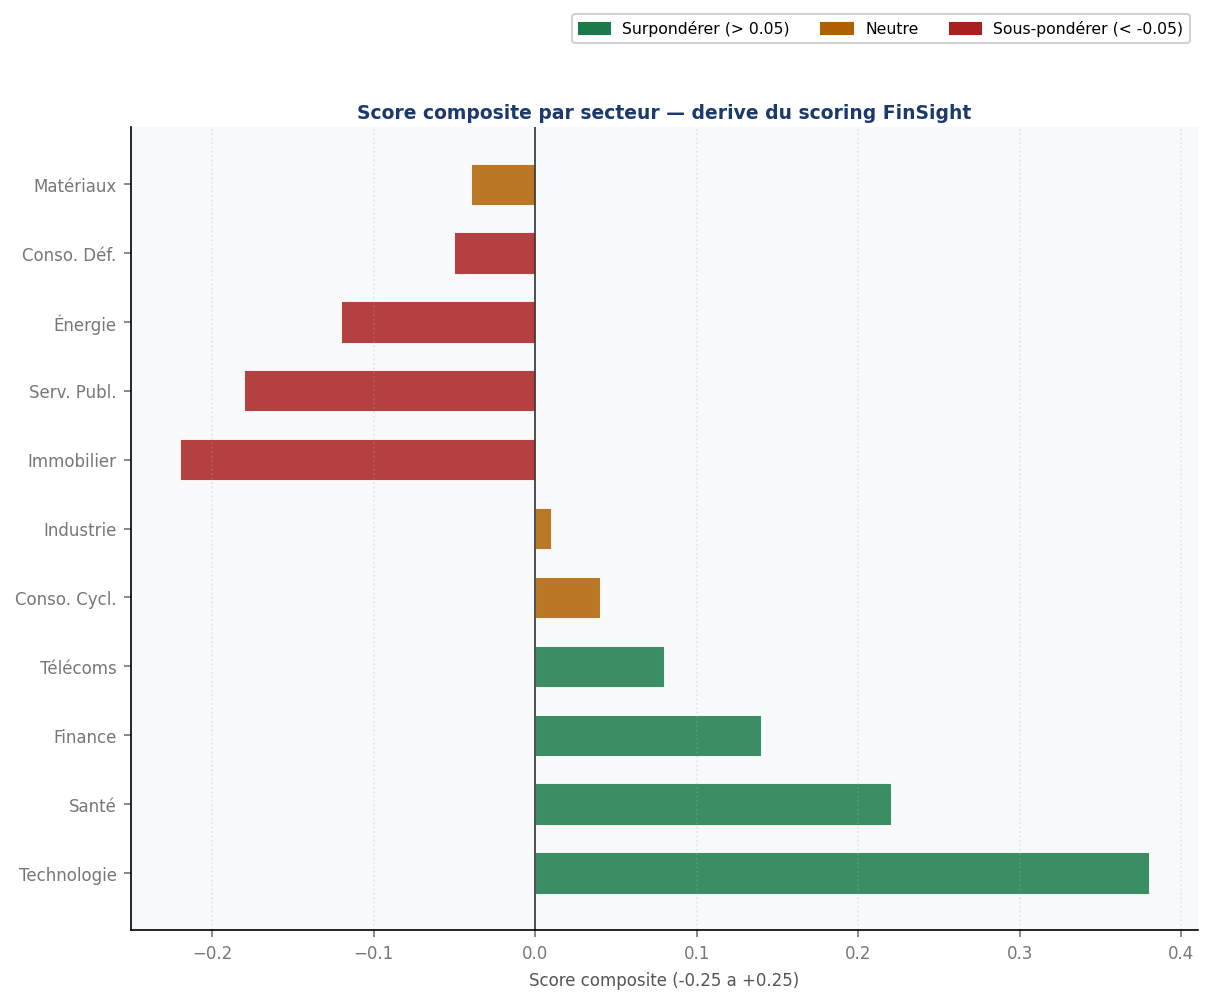 Surpondérer (> 0.05) Neutre Sous-pondérer (< -0.05)
Score composite par secteur — derive du scoring FinSight
Matériaux
Conso. Déf.
Énergie
Serv. Publ.
Immobilier
Industrie
Conso. Cycl.
Télécoms
Finance
Santé
Technologie
−0.2 −0.1 0.0 0.1 0.2 0.3 0.4
Score composite (-0.25 a +0.25)